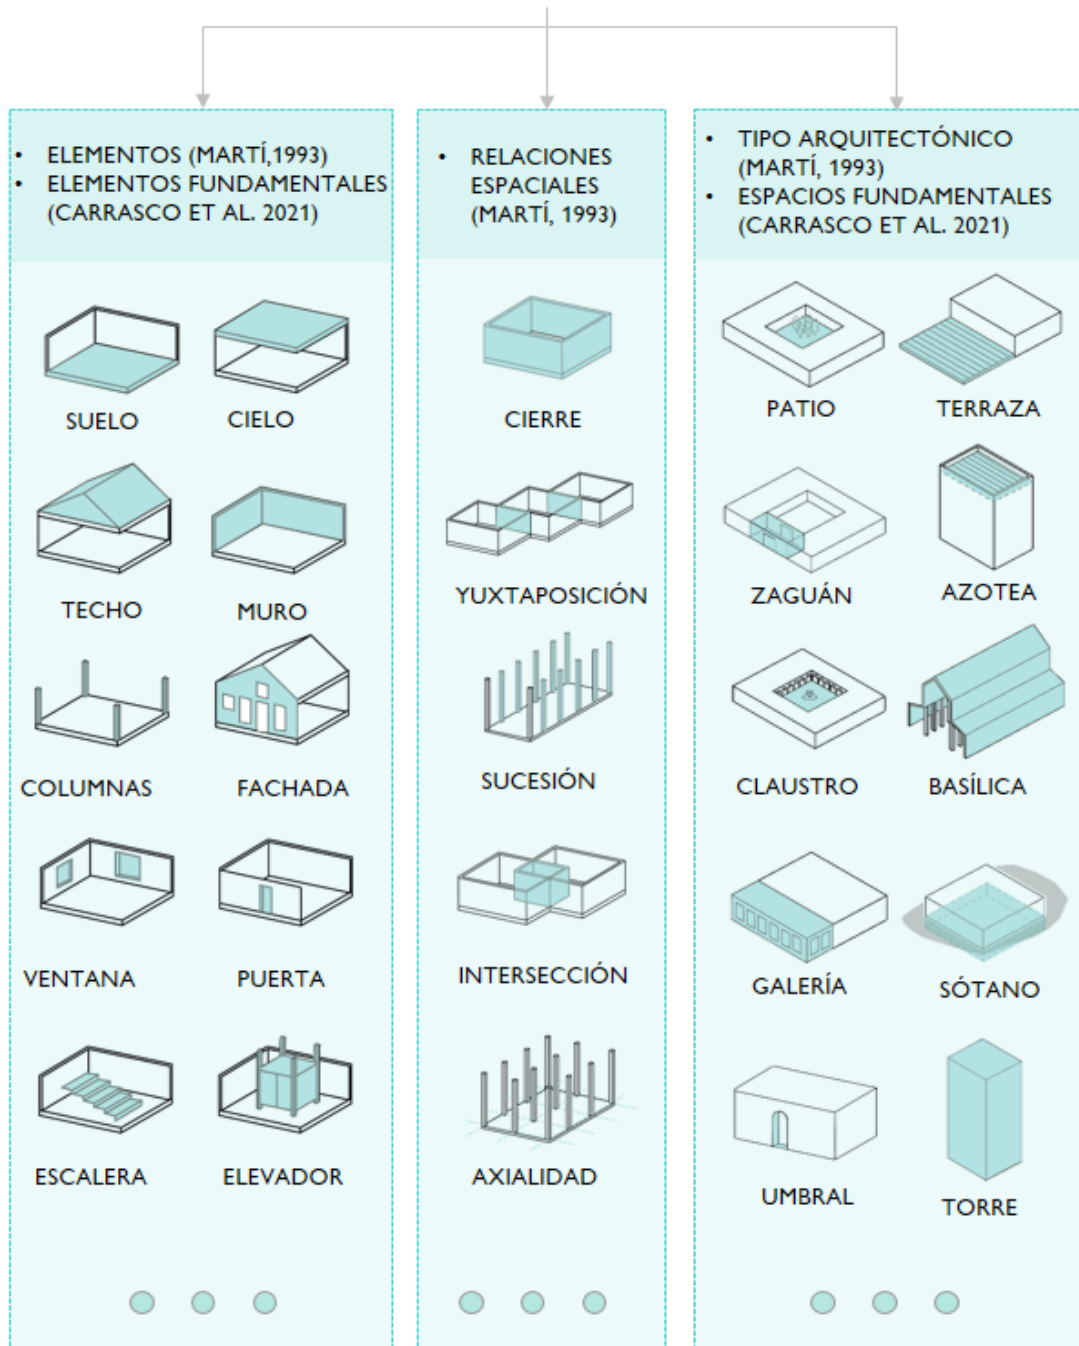 • ELEMENTOS (MARTÍ,1993)
• ELEMENTOS FUNDAMENTALES
(CARRASCO ET AL. 2021)
SUELO
CIELO
TECHO
MURO
COLUMNAS
FACHADA
VENTANA
PUERTA
ESCALERA
ELEVADOR
• RELACIONES
ESPACIALES
(MARTÍ, 1993)
CIERRE
YUXTAPOSICIÓN
SUCESIÓN
INTERSECCIÓN
AXIALIDAD
• TIPO ARQUITECTÓNICO
(MARTÍ, 1993)
• ESPACIOS FUNDAMENTALES
(CARRASCO ET AL. 2021)
PATIO
TERRAZA
ZAGUÁN
AZOTEA
CLAUSTRO
BASÍLICA
GALERÍA
SÓTANO
UMBRAL
TORRE